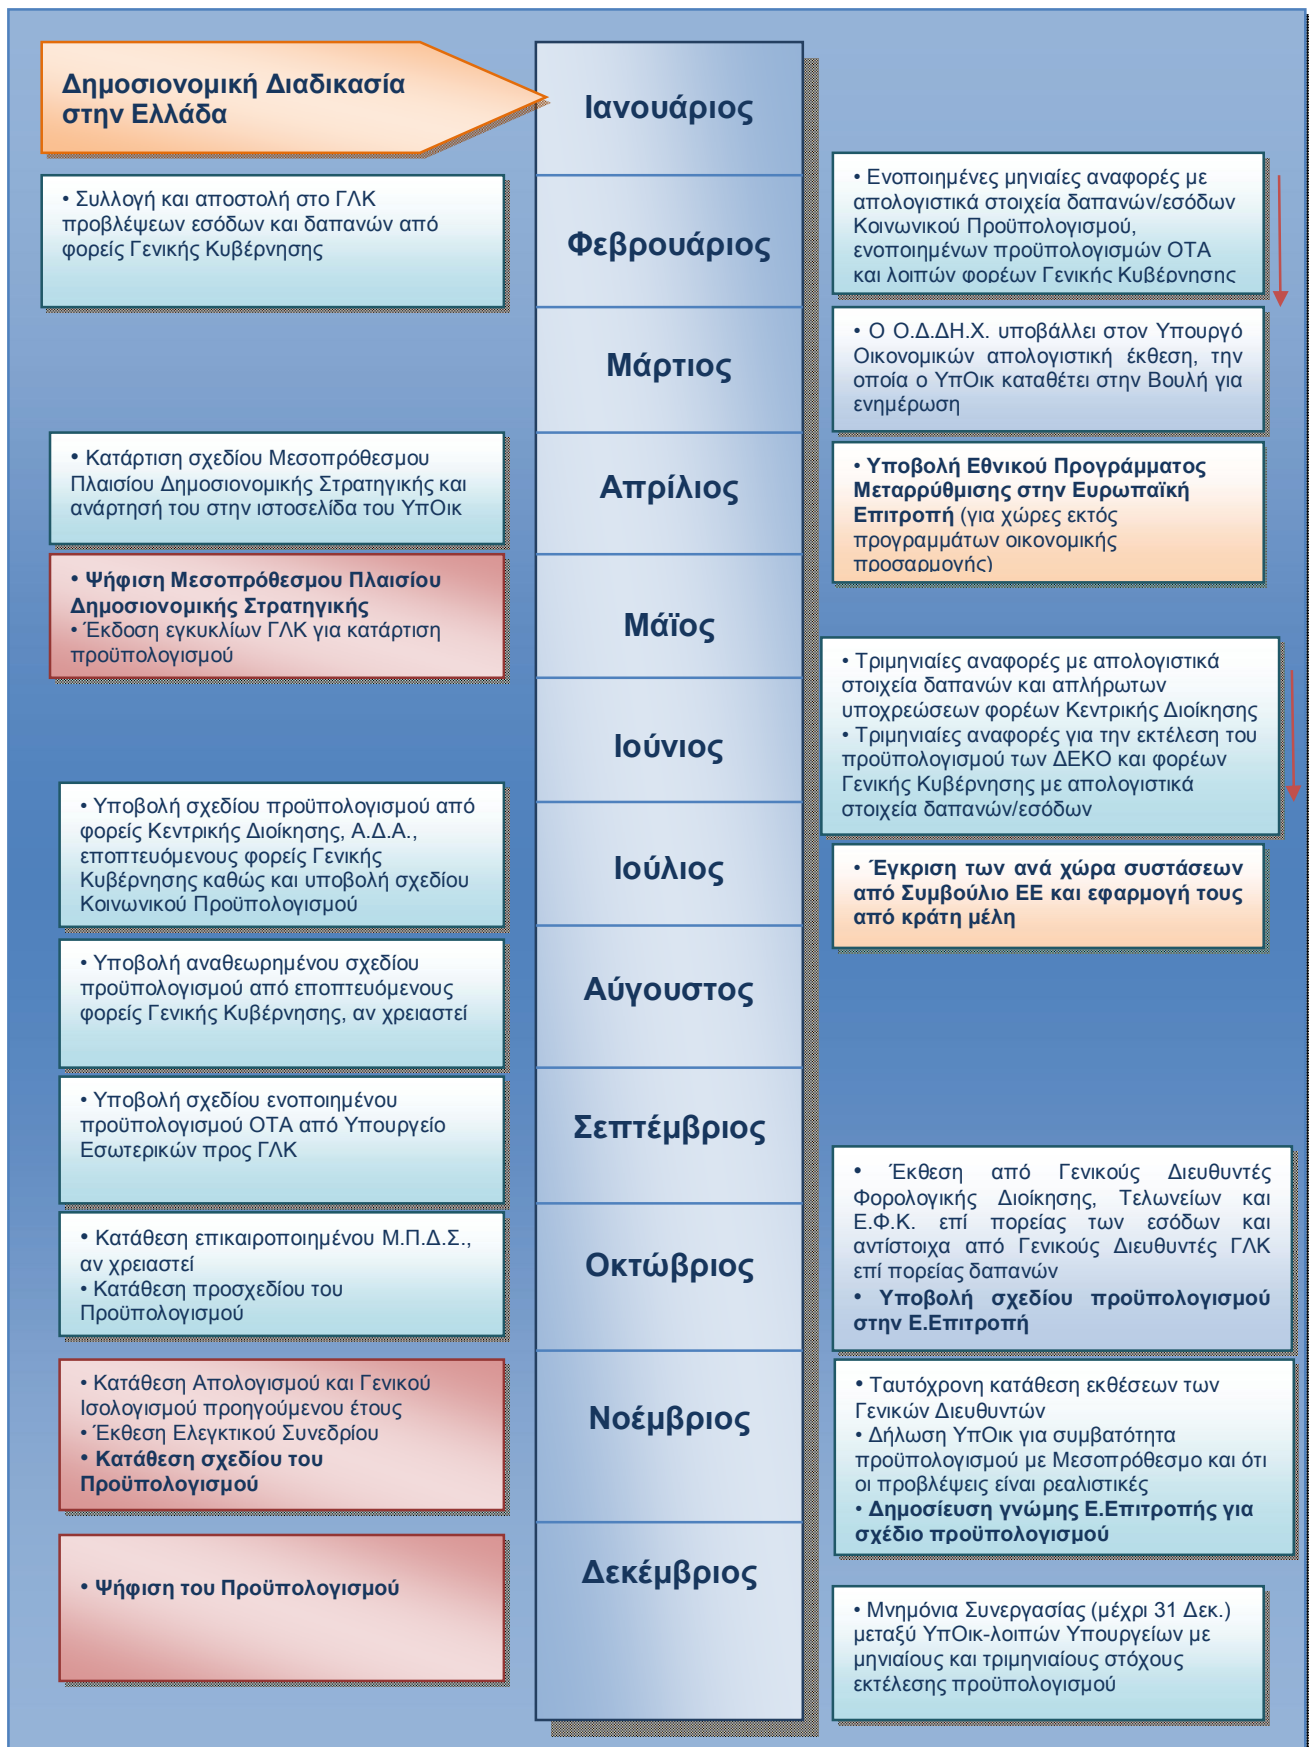 Δημοσιονομική Διαδικασία
στην Ελλάδα
Ιανουάριος
• Συλλογή και αποστολή στο ΓΛΚ
προβλέψεων εσόδων και δαπανών από
φορείς Γενικής Κυβέρνησης
Φεβρουάριος
• Ενοποιημένες μηνιαίες αναφορές με
απολογιστικά στοιχεία δαπανών/εσόδων
Κοινωνικού Προϋπολογισμού,
ενοποιημένων προϋπολογισμών ΟΤΑ
και λοιπών φορέων Γενικής Κυβέρνησης
Μάρτιος
• Ο Ο.Δ.ΔΗ.Χ. υποβάλλει στον Υπουργό
Οικονομικών απολογιστική έκθεση, την
οποία ο ΥπΟικ καταθέτει στην Βουλή για
ενημέρωση
• Κατάρτιση σχεδίου Μεσοπρόθεσμου
Πλαισίου Δημοσιονομικής Στρατηγικής και
ανάρτησή του στην ιστοσελίδα του ΥπΟικ
Απρίλιος
• Υποβολή Εθνικού Προγράμματος
Μεταρρύθμισης στην Ευρωπαϊκή
Επιτροπή (για χώρες εκτός
προγραμμάτων οικονομικής
προσαρμογής)
• Ψήφιση Μεσοπρόθεσμου Πλαισίου
Δημοσιονομικής Στρατηγικής
• Έκδοση εγκυκλίων ΓΛΚ για κατάρτιση
προϋπολογισμού
Μάϊος
• Τριμηνιαίες αναφορές με απολογιστικά
στοιχεία δαπανών και απλήρωτων
υποχρεώσεων φορέων Κεντρικής Διοίκησης
• Τριμηνιαίες αναφορές για την εκτέλεση του
προϋπολογισμού των ΔΕΚΟ και φορέων
Γενικής Κυβέρνησης με απολογιστικά
στοιχεία δαπανών/εσόδων
Ιούνιος
• Υποβολή σχεδίου προϋπολογισμού από
φορείς Κεντρικής Διοίκησης, Α.Δ.Α.,
εποπτευόμενους φορείς Γενικής
Κυβέρνησης καθώς και υποβολή σχεδίου
Κοινωνικού Προϋπολογισμού
Ιούλιος
• Έγκριση των ανά χώρα συστάσεων
από Συμβούλιο ΕΕ και εφαρμογή τους
από κράτη μέλη
• Υποβολή αναθεωρημένου σχεδίου
προϋπολογισμού από εποπτευόμενους
φορείς Γενικής Κυβέρνησης, αν χρειαστεί
Αύγουστος
• Υποβολή σχεδίου ενοποιημένου
προϋπολογισμού ΟΤΑ από Υπουργείο
Εσωτερικών προς ΓΛΚ
Σεπτέμβριος
• Έκθεση από Γενικούς Διευθυντές
Φορολογικής Διοίκησης, Τελωνείων και
Ε.Φ.Κ. επί πορείας των εσόδων και
αντίστοιχα από Γενικούς Διευθυντές ΓΛΚ
επί πορείας δαπανών
• Υποβολή σχεδίου προϋπολογισμού
στην Ε.Επιτροπή
• Κατάθεση επικαιροποιημένου Μ.Π.Δ.Σ.,
αν χρειαστεί
• Κατάθεση προσχεδίου του
Προϋπολογισμού
Οκτώβριος
• Κατάθεση Απολογισμού και Γενικού
Ισολογισμού προηγούμενου έτους
• Έκθεση Ελεγκτικού Συνεδρίου
• Κατάθεση σχεδίου του
Προϋπολογισμού
Νοέμβριος
• Ταυτόχρονη κατάθεση εκθέσεων των
Γενικών Διευθυντών
• Δήλωση ΥπΟικ για συμβατότητα
προϋπολογισμού με Μεσοπρόθεσμο και ότι
οι προβλέψεις είναι ρεαλιστικές
• Δημοσίευση γνώμης Ε.Επιτροπής για
σχέδιο προϋπολογισμού
• Ψήφιση του Προϋπολογισμού
Δεκέμβριος
• Μνημόνια Συνεργασίας (μέχρι 31 Δεκ.)
μεταξύ ΥπΟικ-λοιπών Υπουργείων με
μηνιαίους και τριμηνιαίους στόχους
εκτέλεσης προϋπολογισμού